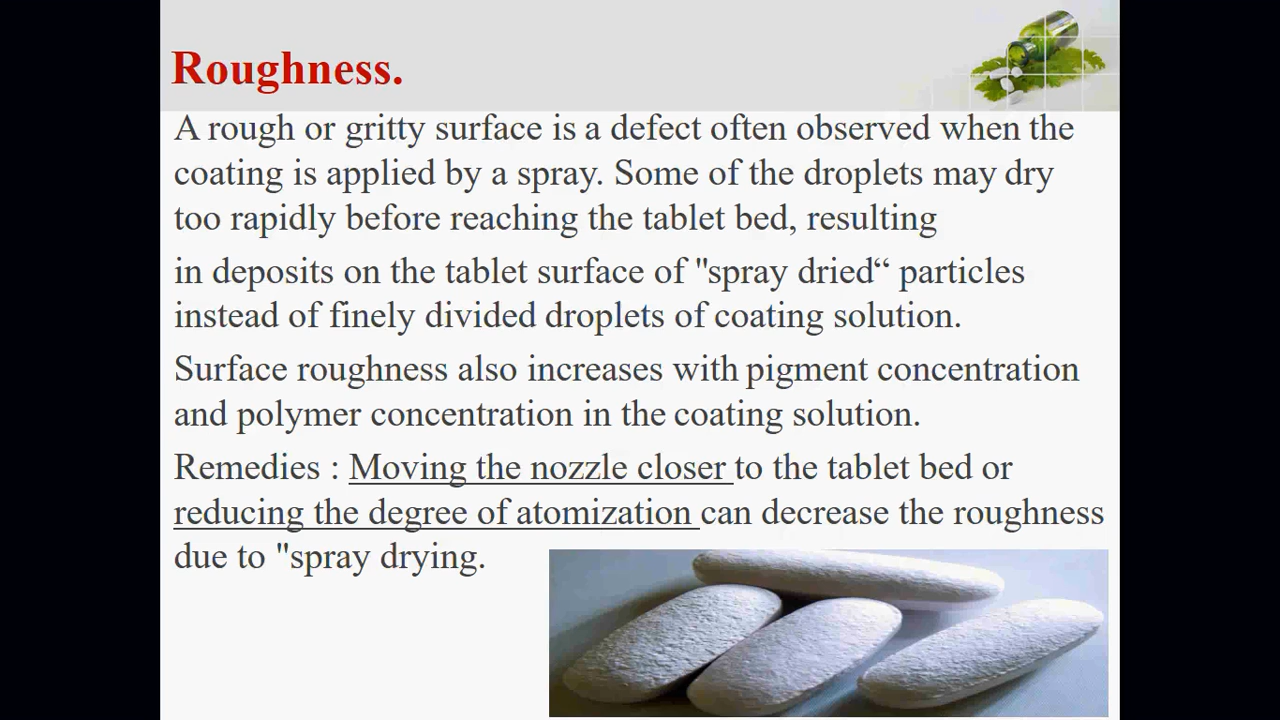 Roughness.
A rough or gritty surface is a defect often observed when the
coating is applied by a spray. Some of the droplets may dry
too rapidly before reaching the tablet bed, resulting
in deposits on the tablet surface of "spray dried“ particles
instead of finely divided droplets of coating solution.
Surface roughness also increases with pigment concentration
and polymer concentration in the coating solution.
Remedies : Moving the nozzle closer to the tablet bed or
reducing the degree of atomization can decrease the roughness
due to "spray drying.